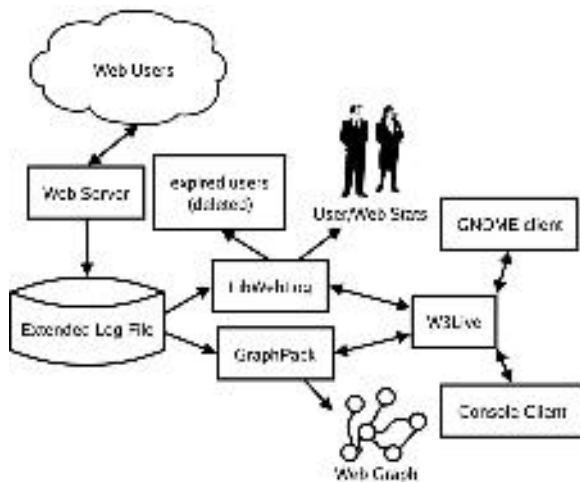 Web Users
Web Server
expired users
(deleted)
User/Web Stats
GNOME client
LibWebLog
Extended Log File
W3Live
GraphPack
Console Client
Web Graph